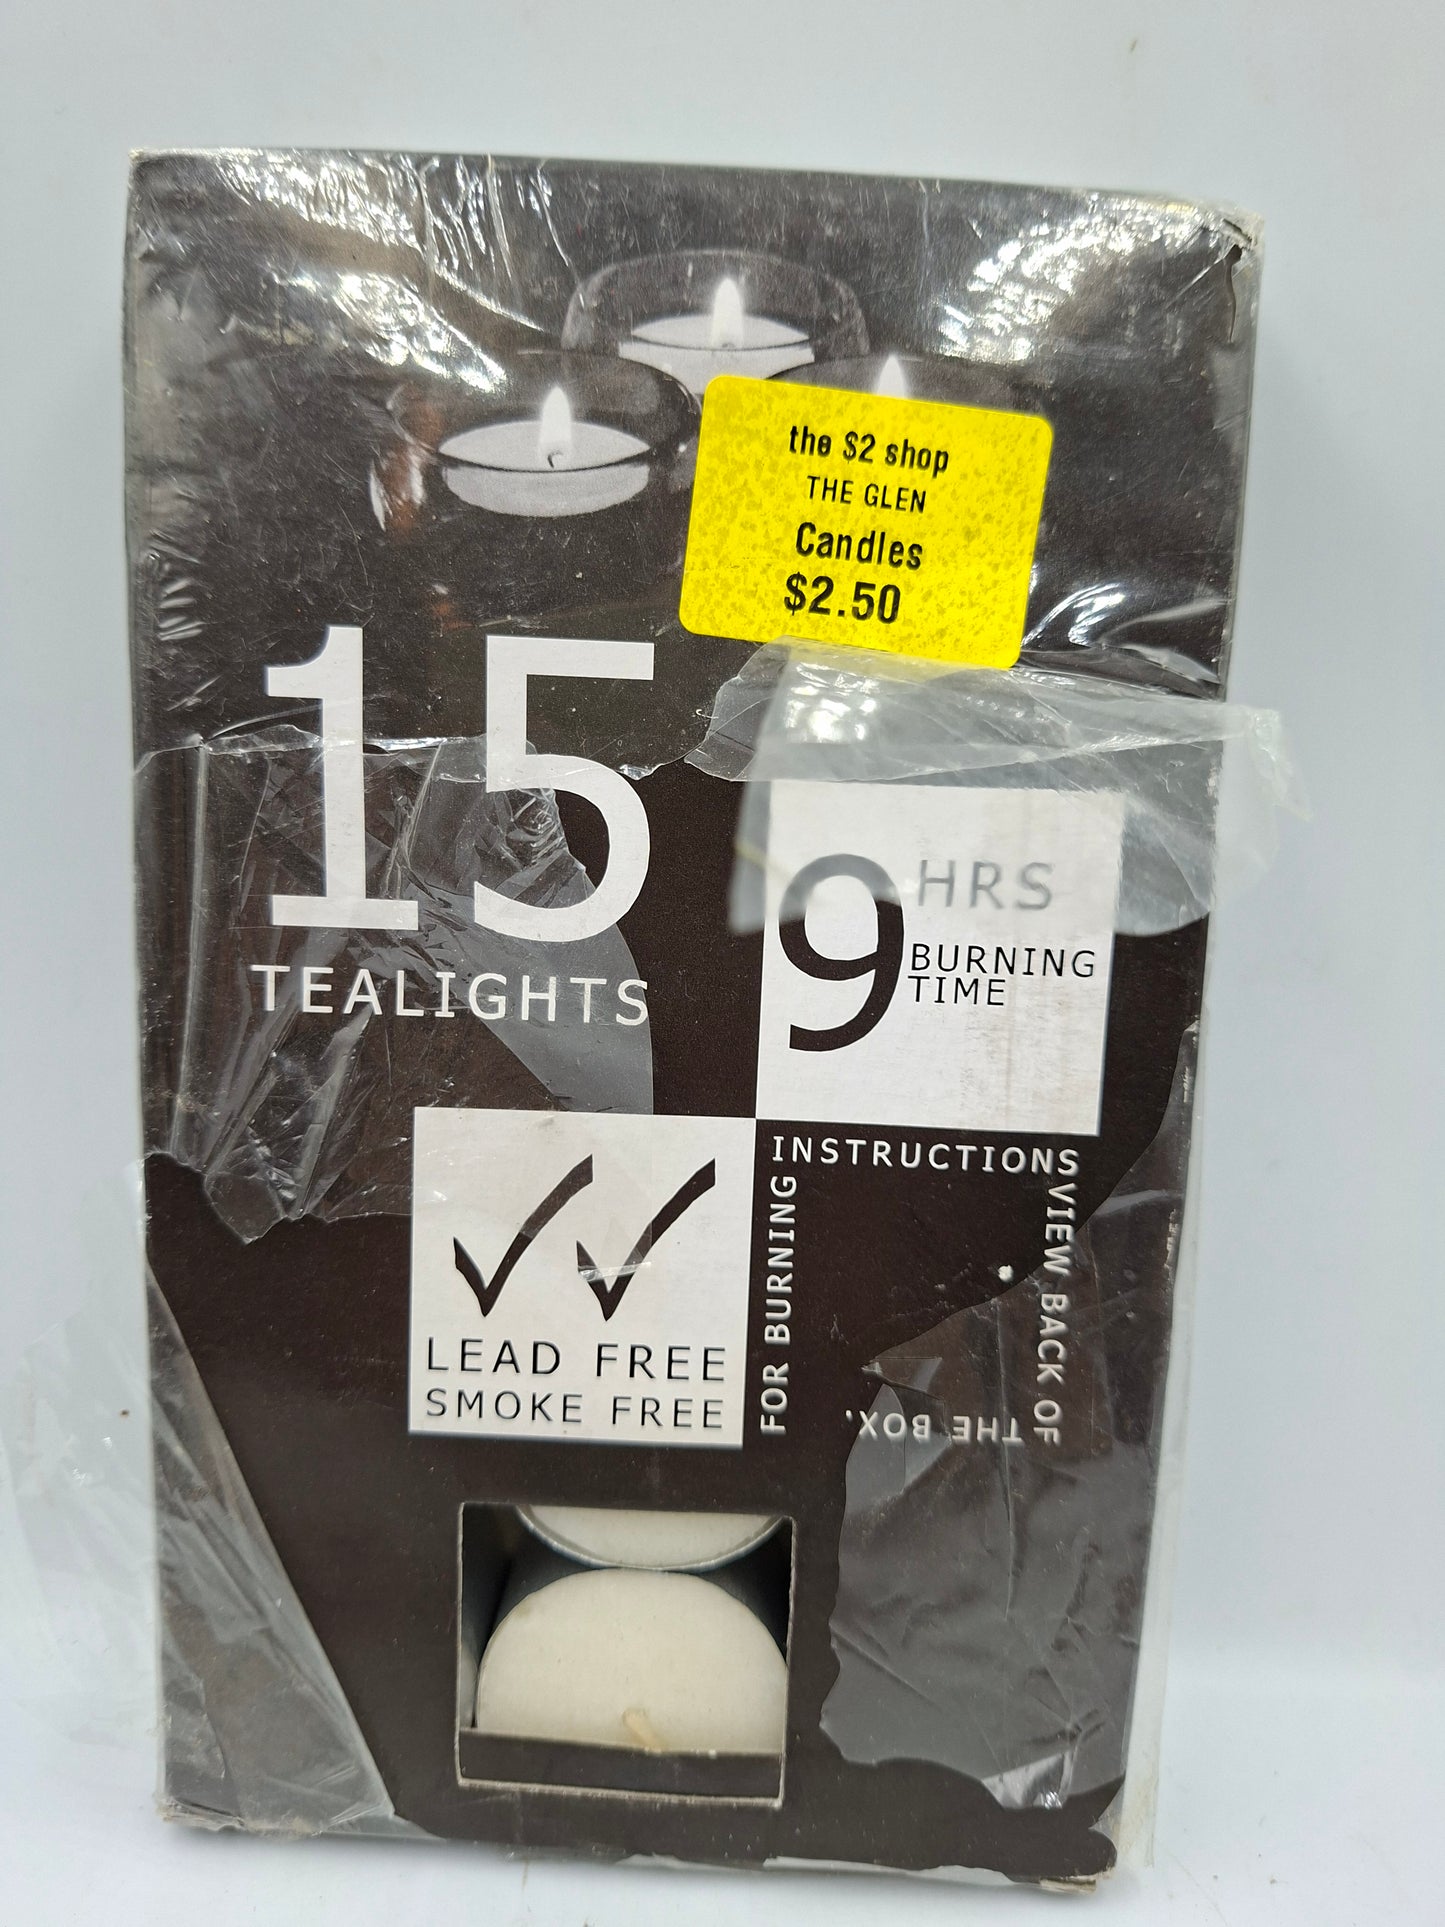 the $2 shop
THE GLEN
Candles
$2.50
15
TEALIGHTS
9 HRS
BURNING
TIME
LEAD FREE
SMOKE FREE
FOR BURNING
INSTRUCTIONS
VIEW BACK OF
THE BOX.